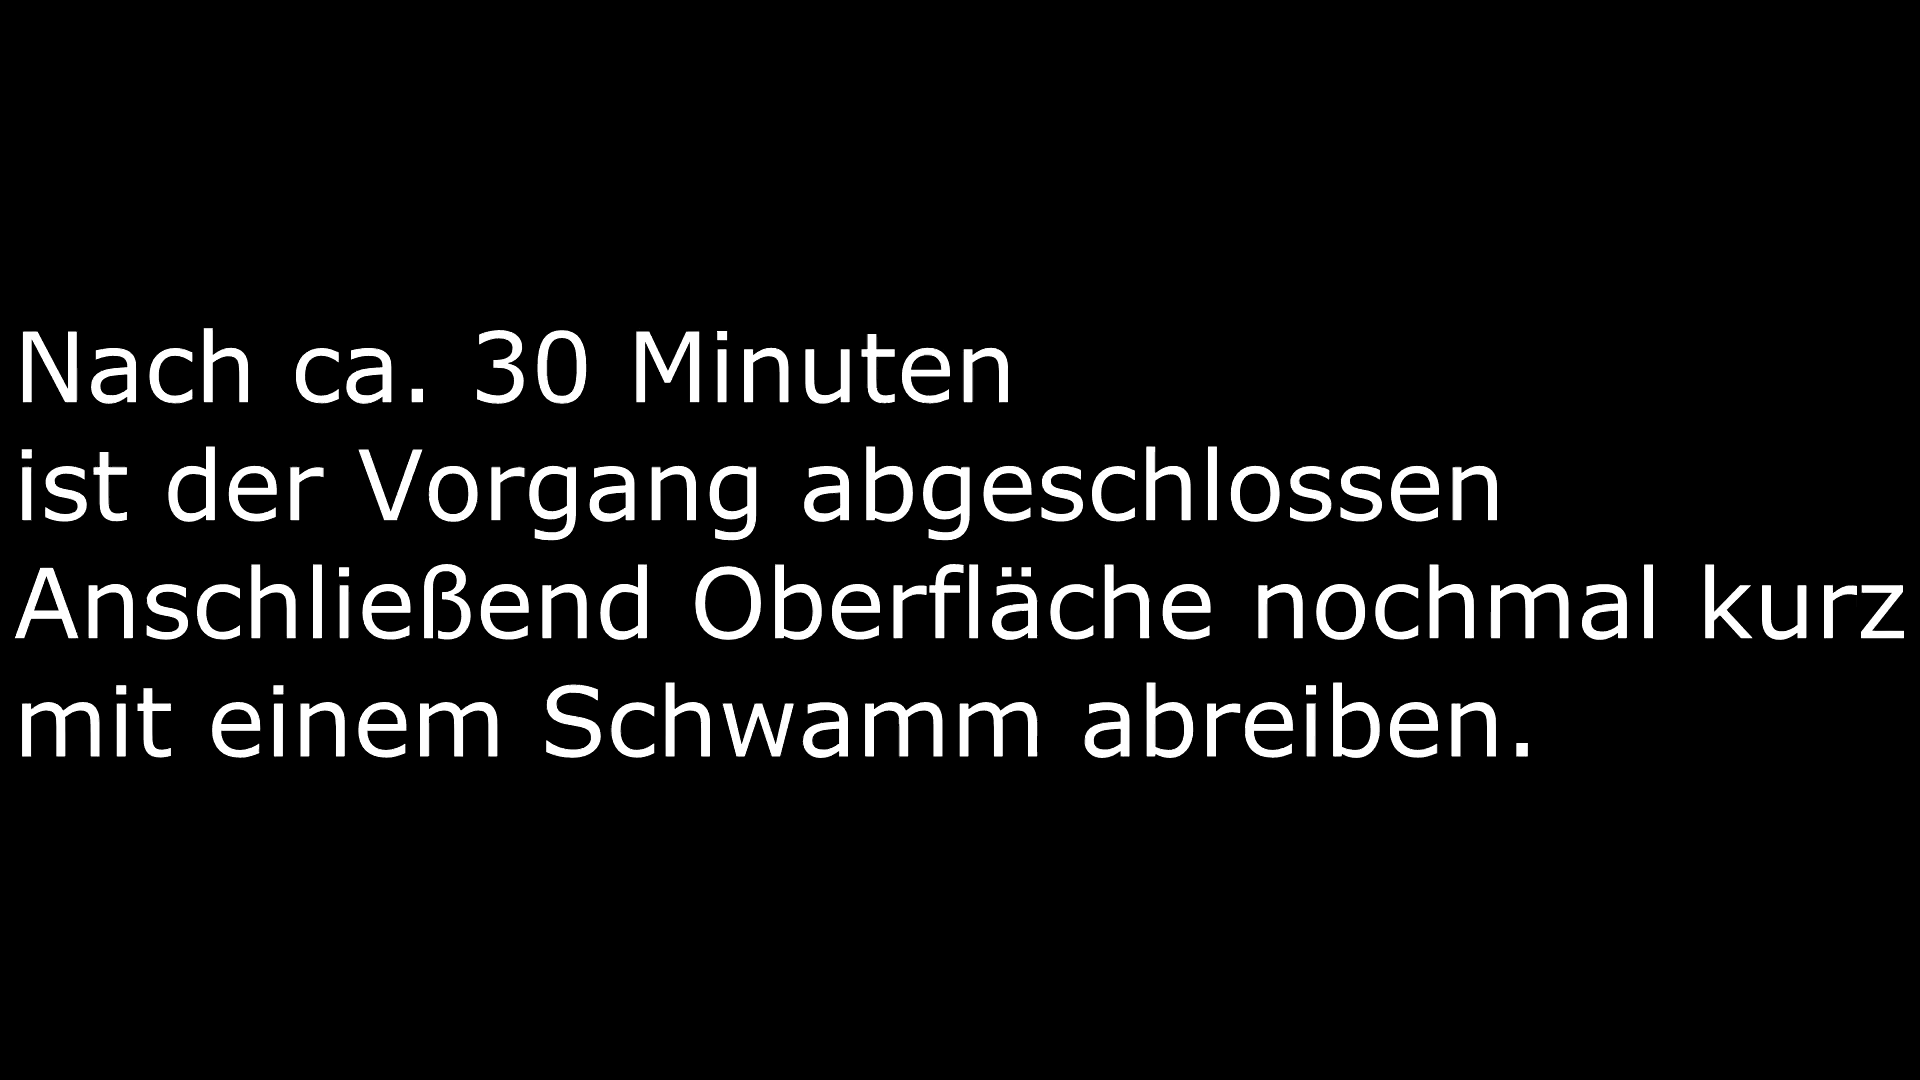 Nach ca. 30 Minuten
ist der Vorgang abgeschlossen
Anschließend Oberfläche nochmal kurz
mit einem Schwamm abreiben.